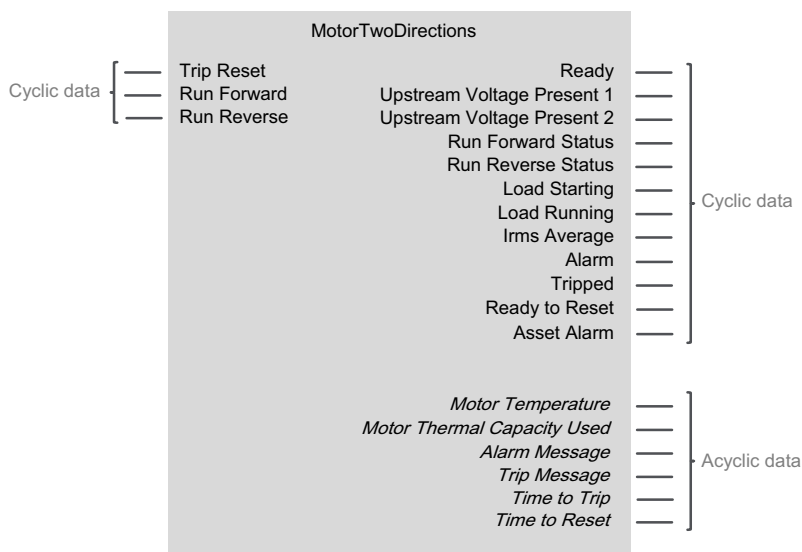 MotorTwoDirections
Cyclic data
Trip Reset
Run Forward
Run Reverse
Ready
Upstream Voltage Present 1
Upstream Voltage Present 2
Run Forward Status
Run Reverse Status
Load Starting
Load Running
Irms Average
Alarm
Tripped
Ready to Reset
Asset Alarm
Cyclic data
Motor Temperature
Motor Thermal Capacity Used
Alarm Message
Trip Message
Time to Trip
Time to Reset
Acyclic data